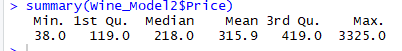 > summary(Wine_Model2$Price)
Min. 1st Qu. Median Mean 3rd Qu. Max.
38.0 119.0 218.0 315.9 419.0 3325.0
>